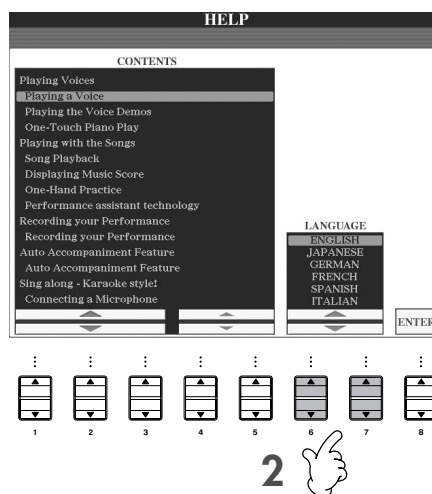 HELP
CONTENTS
Playing Voices
Playing a Voice
Playing the Voice Demos
One-Touch Piano Play
Playing with the Songs
Song Playback
Displaying Music Score
One-Hand Practice
Performance assistant technology
Recording your Performance
Recording your Performance
Auto Accompaniment Feature
Auto Accompaniment Feature
Sing along - Karaoke style!
Connecting a Microphone
LANGUAGE
ENGLISH
JAPANESE
GERMAN
FRENCH
SPANISH
ITALIAN
ENTER
1 2 3 4 5 6 7 8
2